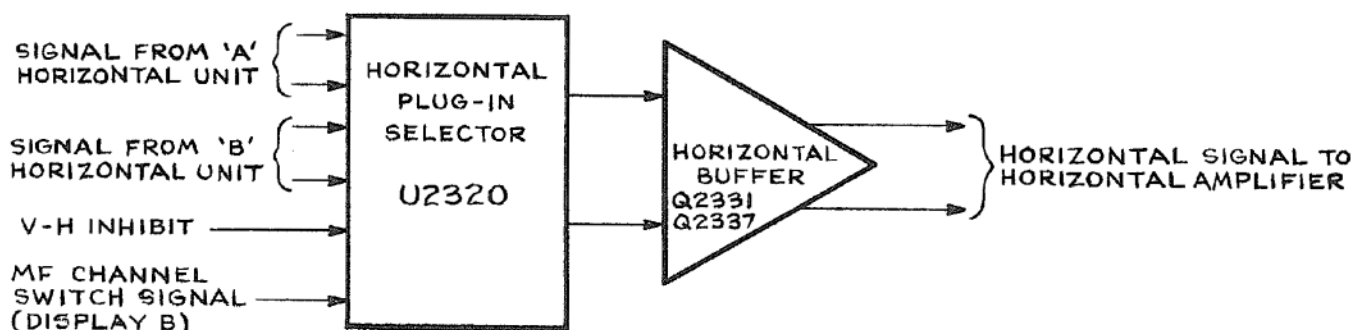 SIGNAL FROM 'A'
HORIZONTAL UNIT
SIGNAL FROM 'B'
HORIZONTAL UNIT
V-H INHIBIT
MF CHANNEL
SWITCH SIGNAL
(DISPLAY B)
HORIZONTAL
PLUG-IN
SELECTOR
U2320
HORIZONTAL
BUFFER
Q2331
Q2337
HORIZONTAL SIGNAL TO
HORIZONTAL AMPLIFIER